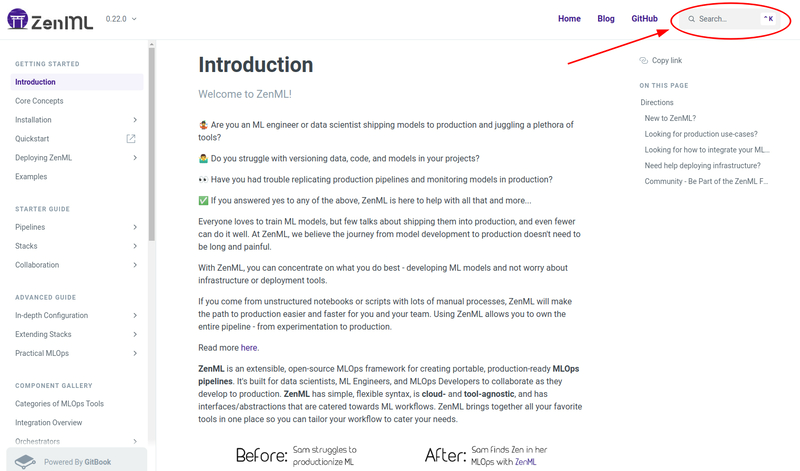 ZenML
0.22.0
Home
Blog
GitHub
Search...
⌃K
GETTING STARTED
Introduction
Core Concepts
Installation
Quickstart
Deploying ZenML
Examples
STARTER GUIDE
Pipelines
Stacks
Collaboration
ADVANCED GUIDE
In-depth Configuration
Extending Stacks
Practical MLOps
COMPONENT GALLERY
Categories of MLOps Tools
Integration Overview
Orchestrators
Powered By GitBook
Introduction
Welcome to ZenML!
Are you an ML engineer or data scientist shipping models to production and juggling a plethora of
tools?
Do you struggle with versioning data, code, and models in your projects?
Have you had trouble replicating production pipelines and monitoring models in production?
If you answered yes to any of the above, ZenML is here to help with all that and more...
Everyone loves to train ML models, but few talks about shipping them into production, and even fewer
can do it well. At ZenML, we believe the journey from model development to production doesn't need to
be long and painful.
With ZenML, you can concentrate on what you do best - developing ML models and not worry about
infrastructure or deployment tools.
If you come from unstructured notebooks or scripts with lots of manual processes, ZenML will make
the path to production easier and faster for you and your team. Using ZenML allows you to own the
entire pipeline - from experimentation to production.
Read more here.
ZenML is an extensible, open-source MLOps framework for creating portable, production-ready MLOps
pipelines. It's built for data scientists, ML Engineers, and MLOps Developers to collaborate as they
develop to production. ZenML has simple, flexible syntax, is cloud- and tool-agnostic, and has
interfaces/abstractions that are catered towards ML workflows. ZenML brings together all your favorite
tools in one place so you can tailor your workflow to cater your needs.
Before: Sam struggles to
productionize ML
After: Sam finds Zen in her
MLOps with ZenML
Copy link
ON THIS PAGE
Directions
New to ZenML?
Looking for production use-cases?
Looking for how to integrate your ML...
Need help deploying infrastructure?
Community - Be Part of the ZenML F...